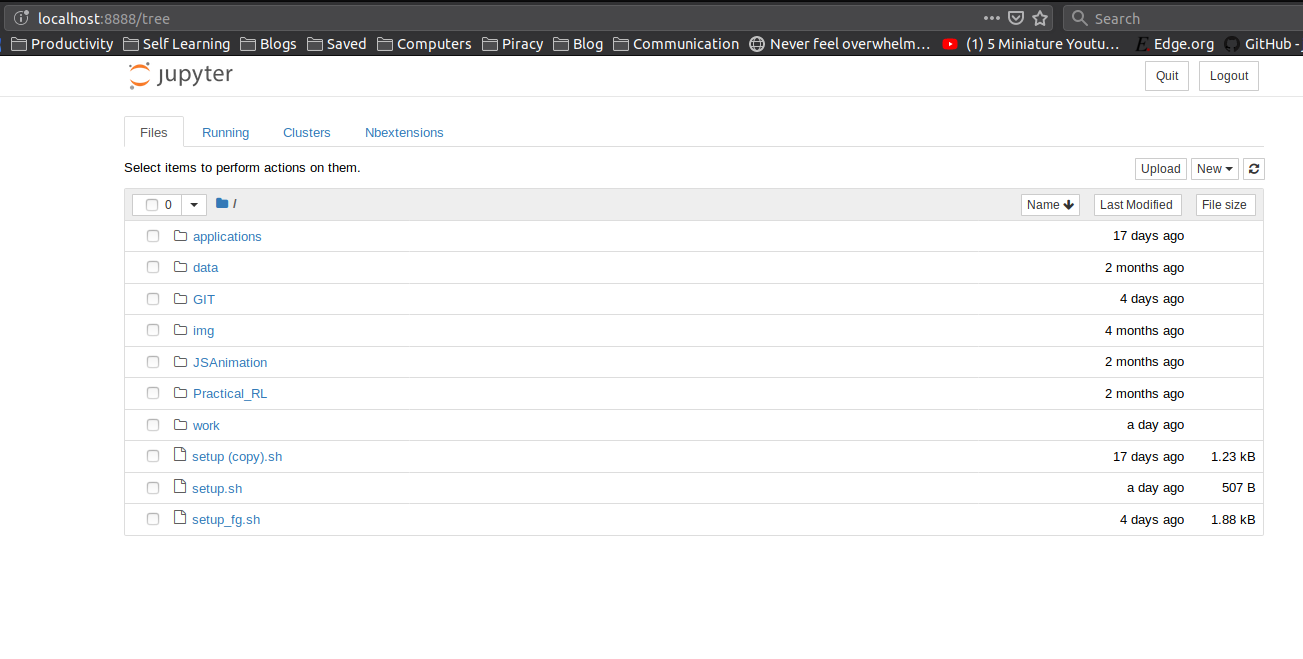 localhost:8888/tree Search
Productivity Self Learning Blogs Saved Computers Piracy Blog Communication Never feel overwhelm… (1) 5 Miniature Youtu… Edge.org GitHub -
jupyter Quit Logout
Files Running Clusters Nbextensions
Select items to perform actions on them. Upload New
0 / Name Last Modified File size
applications 17 days ago
data 2 months ago
GIT 4 days ago
img 4 months ago
JSAnimation 2 months ago
Practical_RL 2 months ago
work a day ago
setup (copy).sh 17 days ago 1.23 kB
setup.sh a day ago 507 B
setup_fg.sh 4 days ago 1.88 kB